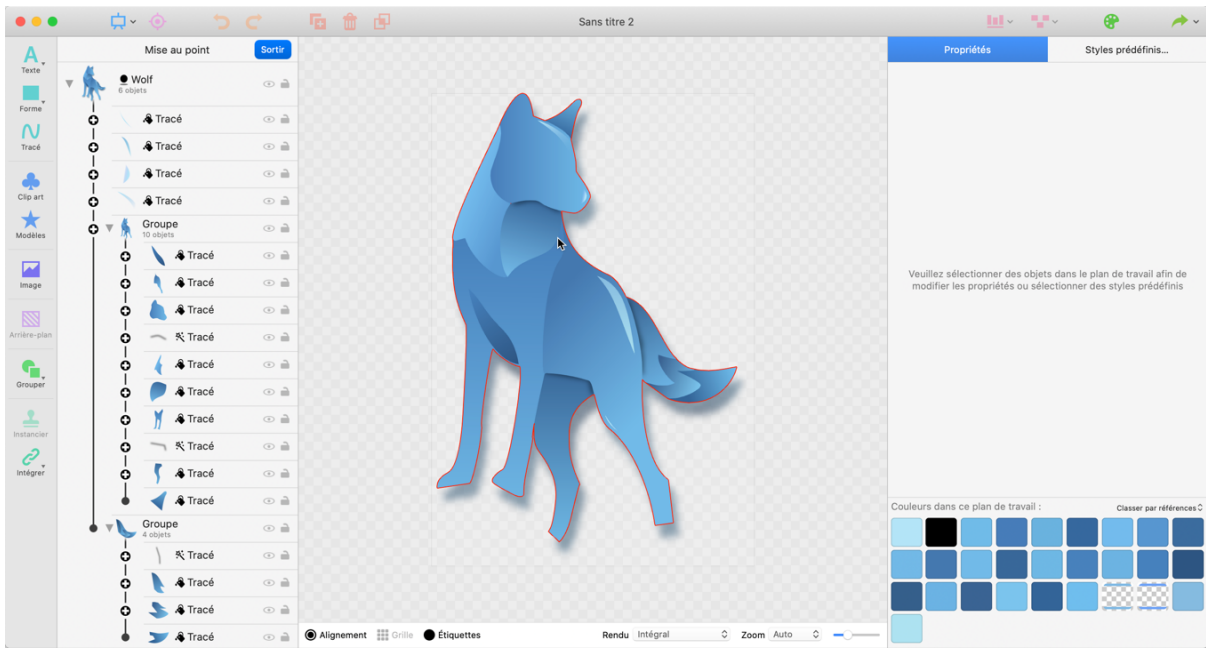 Sans titre 2
Texte
Forme
Tracé
Clip art
Modèles
Image
Arrière-plan
Grouper
Instancier
Intégrer
Mise au point
Sortir
Wolf
6 objets
Tracé
Tracé
Tracé
Tracé
Groupe
10 objets
Tracé
Tracé
Tracé
Tracé
Tracé
Tracé
Tracé
Tracé
Tracé
Tracé
Groupe
4 objets
Tracé
Tracé
Tracé
Tracé
Alignement
Grille
Étiquettes
Rendu
Intégral
Zoom
Auto
Propriétés
Styles prédéfinis...
Veuillez sélectionner des objets dans le plan de travail afin de
modifier les propriétés ou sélectionner des styles prédéfinis
Couleurs dans ce plan de travail :
Classer par références